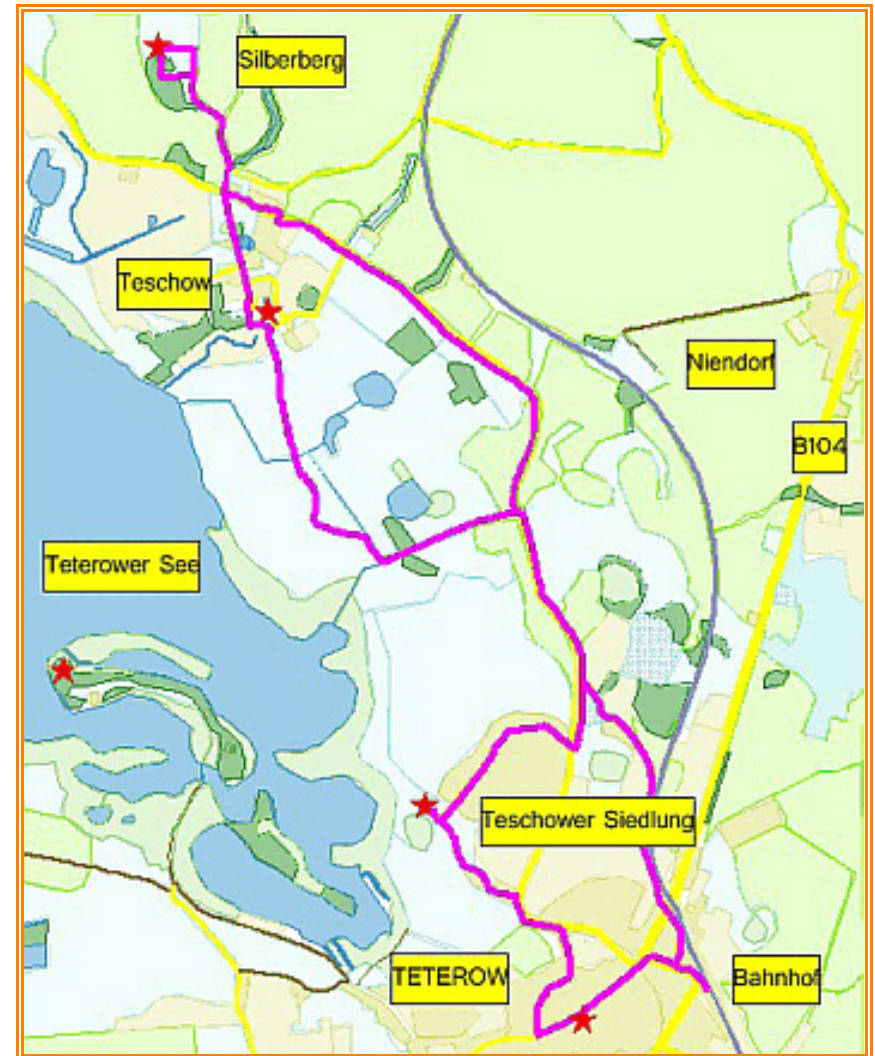 Silberberg
Teschow
Niendorf
B104
Teterower See
Teschower Siedlung
TETEROW
Bahnhof